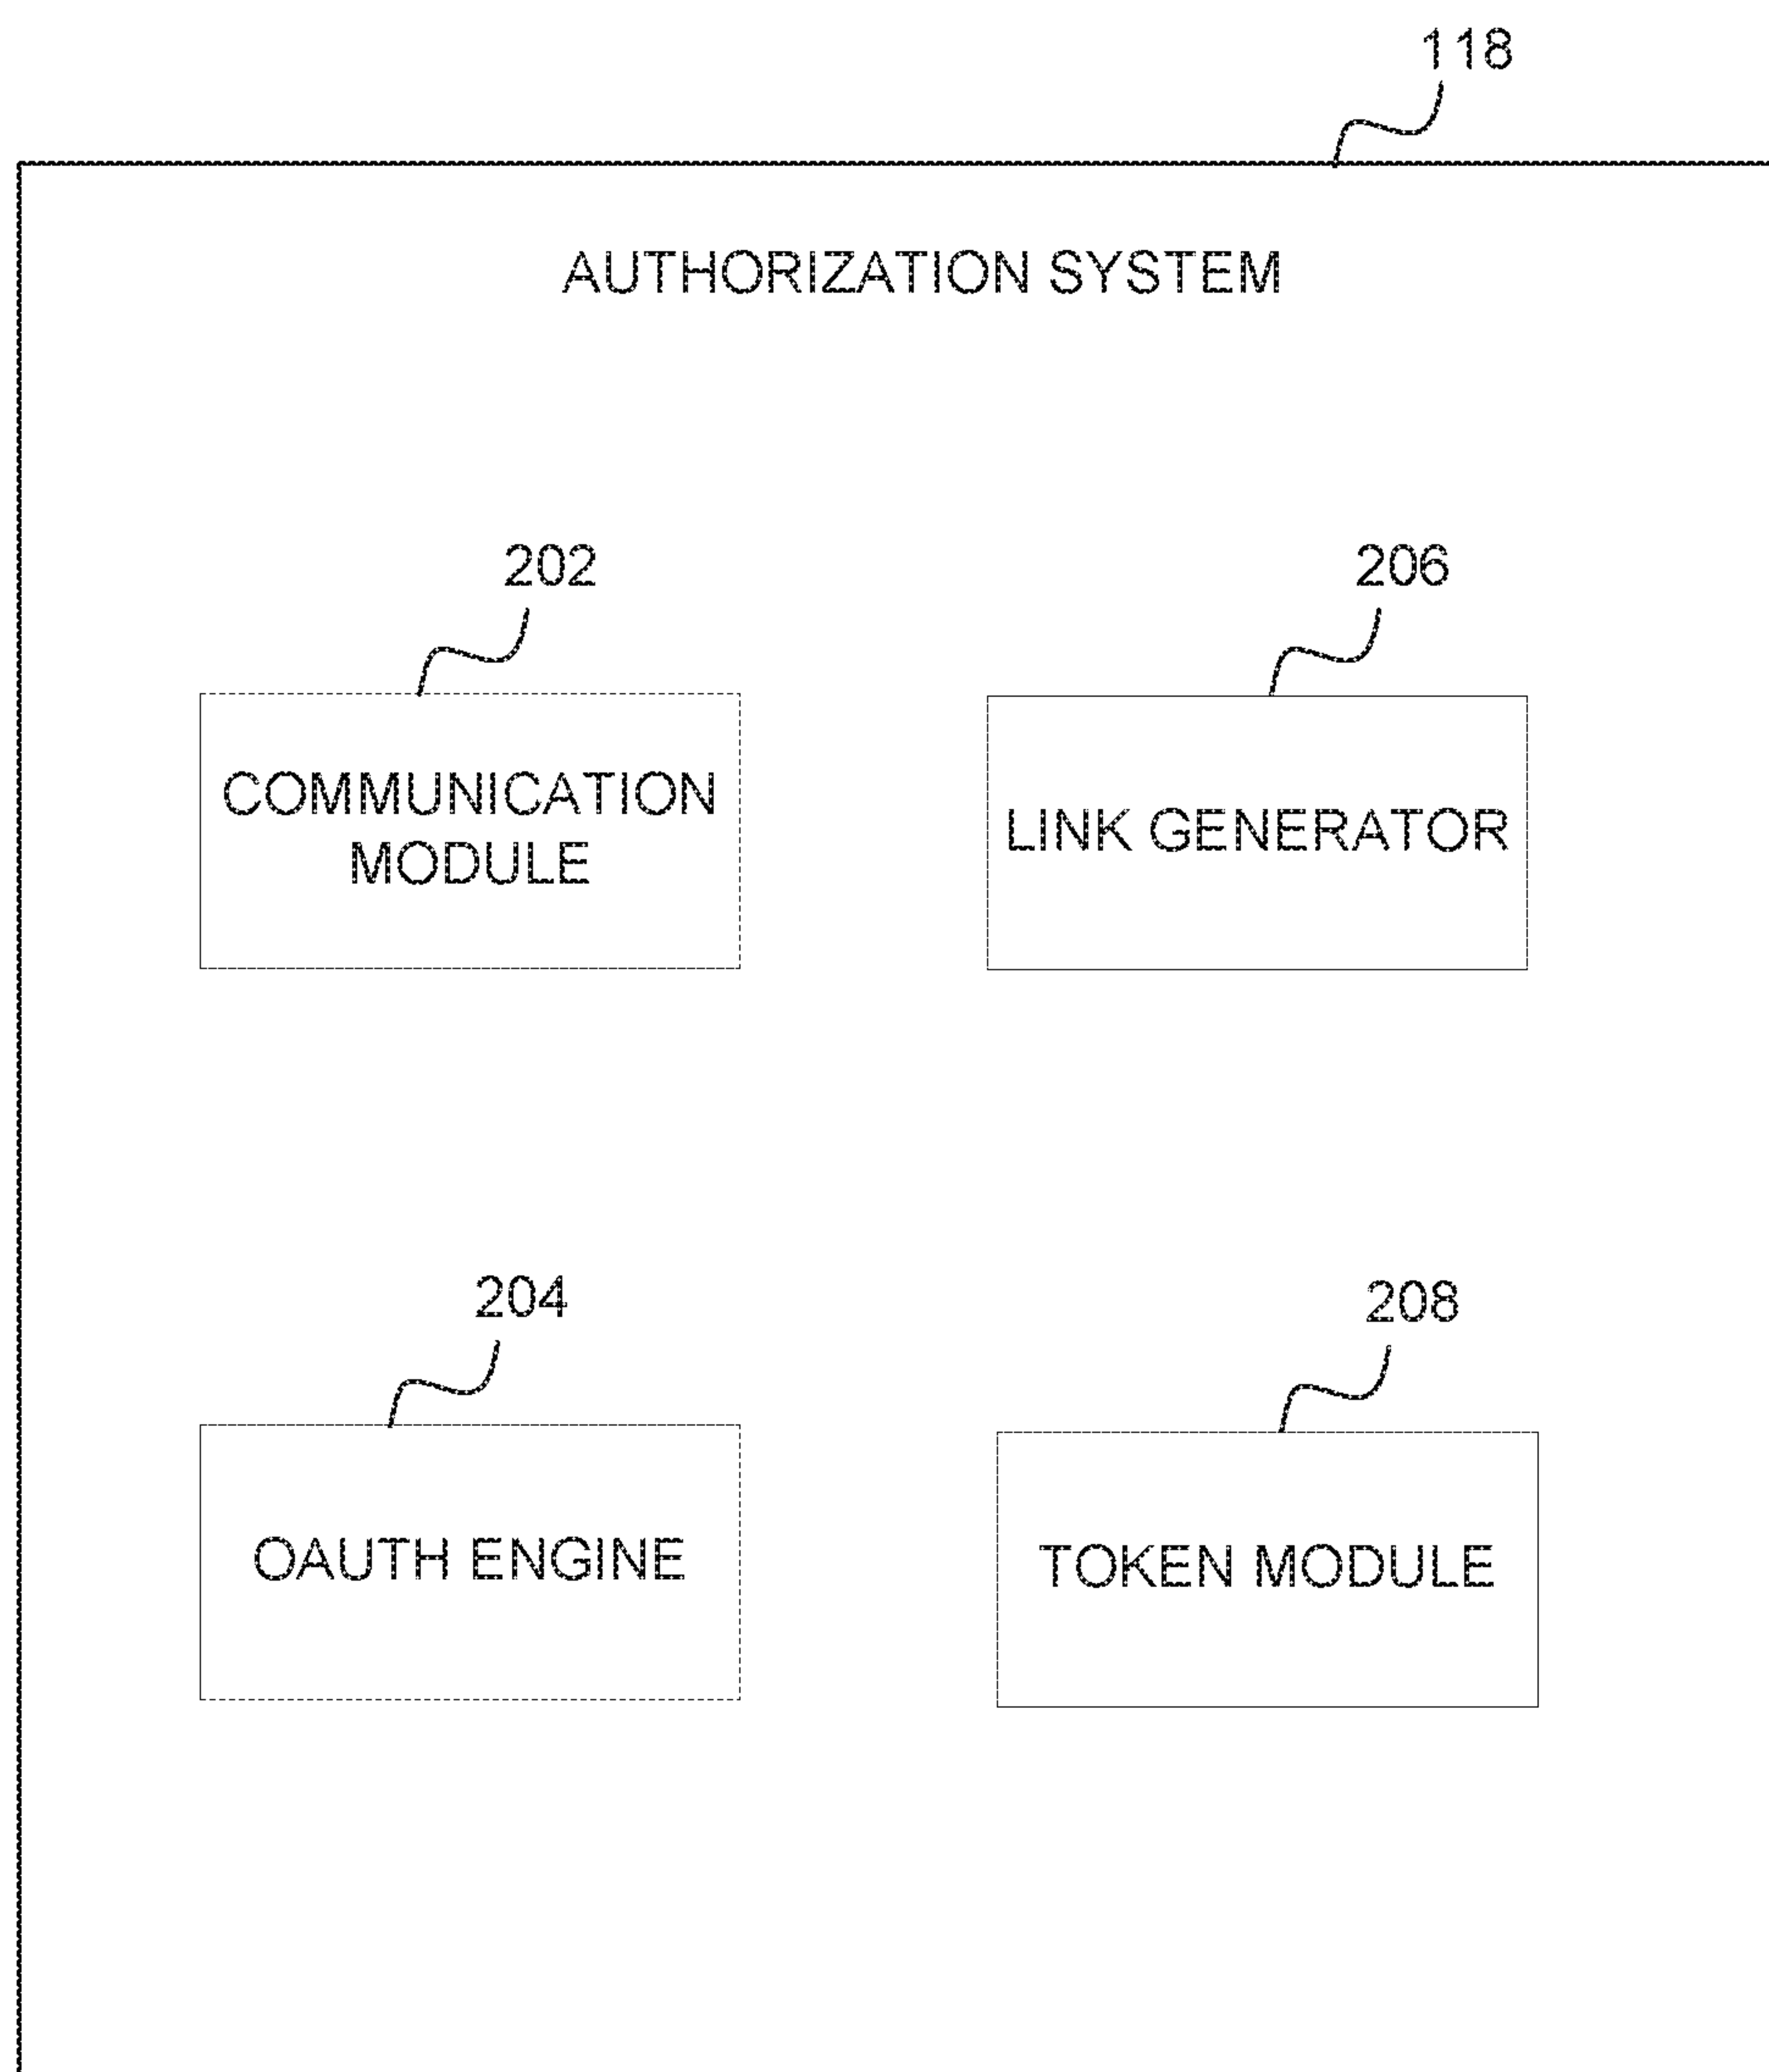 118
AUTHORIZATION SYSTEM
202
206
COMMUNICATION
MODULE
LINK GENERATOR
204
208
OAUTH ENGINE
TOKEN MODULE